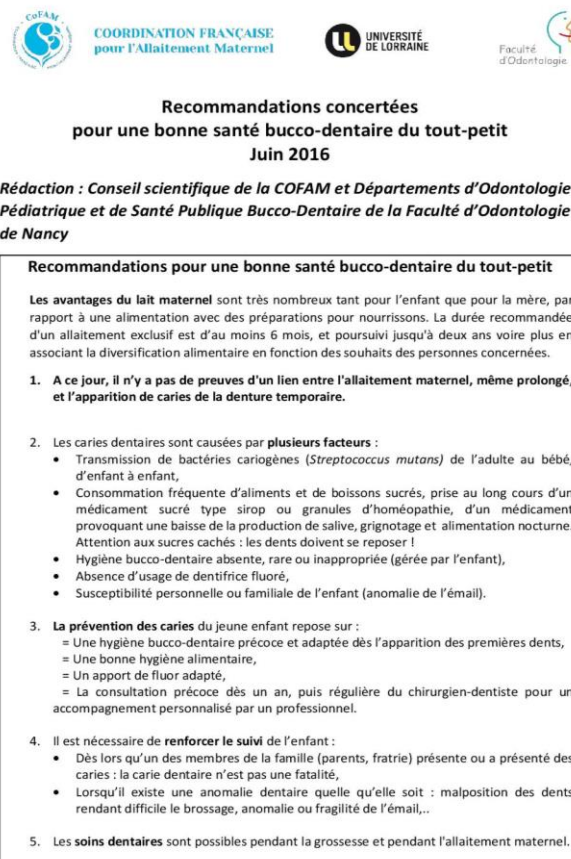 CoFAM
COORDINATION FRANÇAISE
pour l'Allaitement Maternel
UNIVERSITÉ
DE LORRAINE
Faculté
d'Odontologie
Recommandations concertées
pour une bonne santé bucco-dentaire du tout-petit
Juin 2016
Rédaction : Conseil scientifique de la COFAM et Départements d'Odontologie
Pédiatrique et de Santé Publique Bucco-Dentaire de la Faculté d'Odontologie
de Nancy
Recommandations pour une bonne santé bucco-dentaire du tout-petit
Les avantages du lait maternel sont très nombreux tant pour l'enfant que pour la mère, par
rapport à une alimentation avec des préparations pour nourrissons. La durée recommandée
d'un allaitement exclusif est d'au moins 6 mois, et poursuivi jusqu'à deux ans voire plus en
associant la diversification alimentaire en fonction des souhaits des personnes concernées.
1. A ce jour, il n'y a pas de preuves d'un lien entre l'allaitement maternel, même prolongé,
et l'apparition de caries de la denture temporaire.
2. Les caries dentaires sont causées par plusieurs facteurs :
• Transmission de bactéries cariogènes (Streptococcus mutans) de l'adulte au bébé,
d'enfant à enfant,
• Consommation fréquente d'aliments et de boissons sucrés, prise au long cours d'un
médicament sucré type sirop ou granules d'homéopathie, d'un médicament
provoquant une baisse de la production de salive, grignotage et alimentation nocturne.
Attention aux sucres cachés : les dents doivent se reposer !
• Hygiène bucco-dentaire absente, rare ou inappropriée (gérée par l'enfant),
• Absence d'usage de dentifrice fluoré,
• Susceptibilité personnelle ou familiale de l'enfant (anomalie de l'émail).
3. La prévention des caries du jeune enfant repose sur :
= Une hygiène bucco-dentaire précoce et adaptée dès l'apparition des premières dents,
= Une bonne hygiène alimentaire,
= Un apport de fluor adapté,
= La consultation précoce dès un an, puis régulière du chirurgien-dentiste pour un
accompagnement personnalisé par un professionnel.
4. Il est nécessaire de renforcer le suivi de l'enfant :
• Dès lors qu'un des membres de la famille (parents, fratrie) présente ou a présenté des
caries : la carie dentaire n'est pas une fatalité,
• Lorsqu'il existe une anomalie dentaire quelle qu'elle soit : malposition des dents
rendant difficile le brossage, anomalie ou fragilité de l'émail,..
5. Les soins dentaires sont possibles pendant la grossesse et pendant l'allaitement maternel.